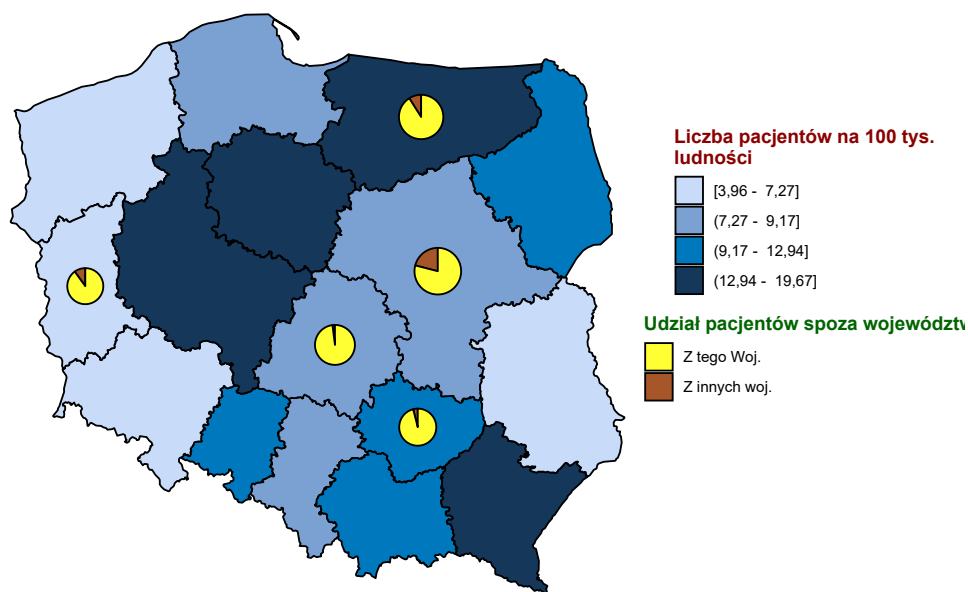 Liczba pacjentów na 100 tys.
ludności
[3,96 - 7,27]
(7,27 - 9,17]
(9,17 - 12,94]
(12,94 - 19,67]
Udział pacjentów spoza województw
Z tego Woj.
Z innych woj.